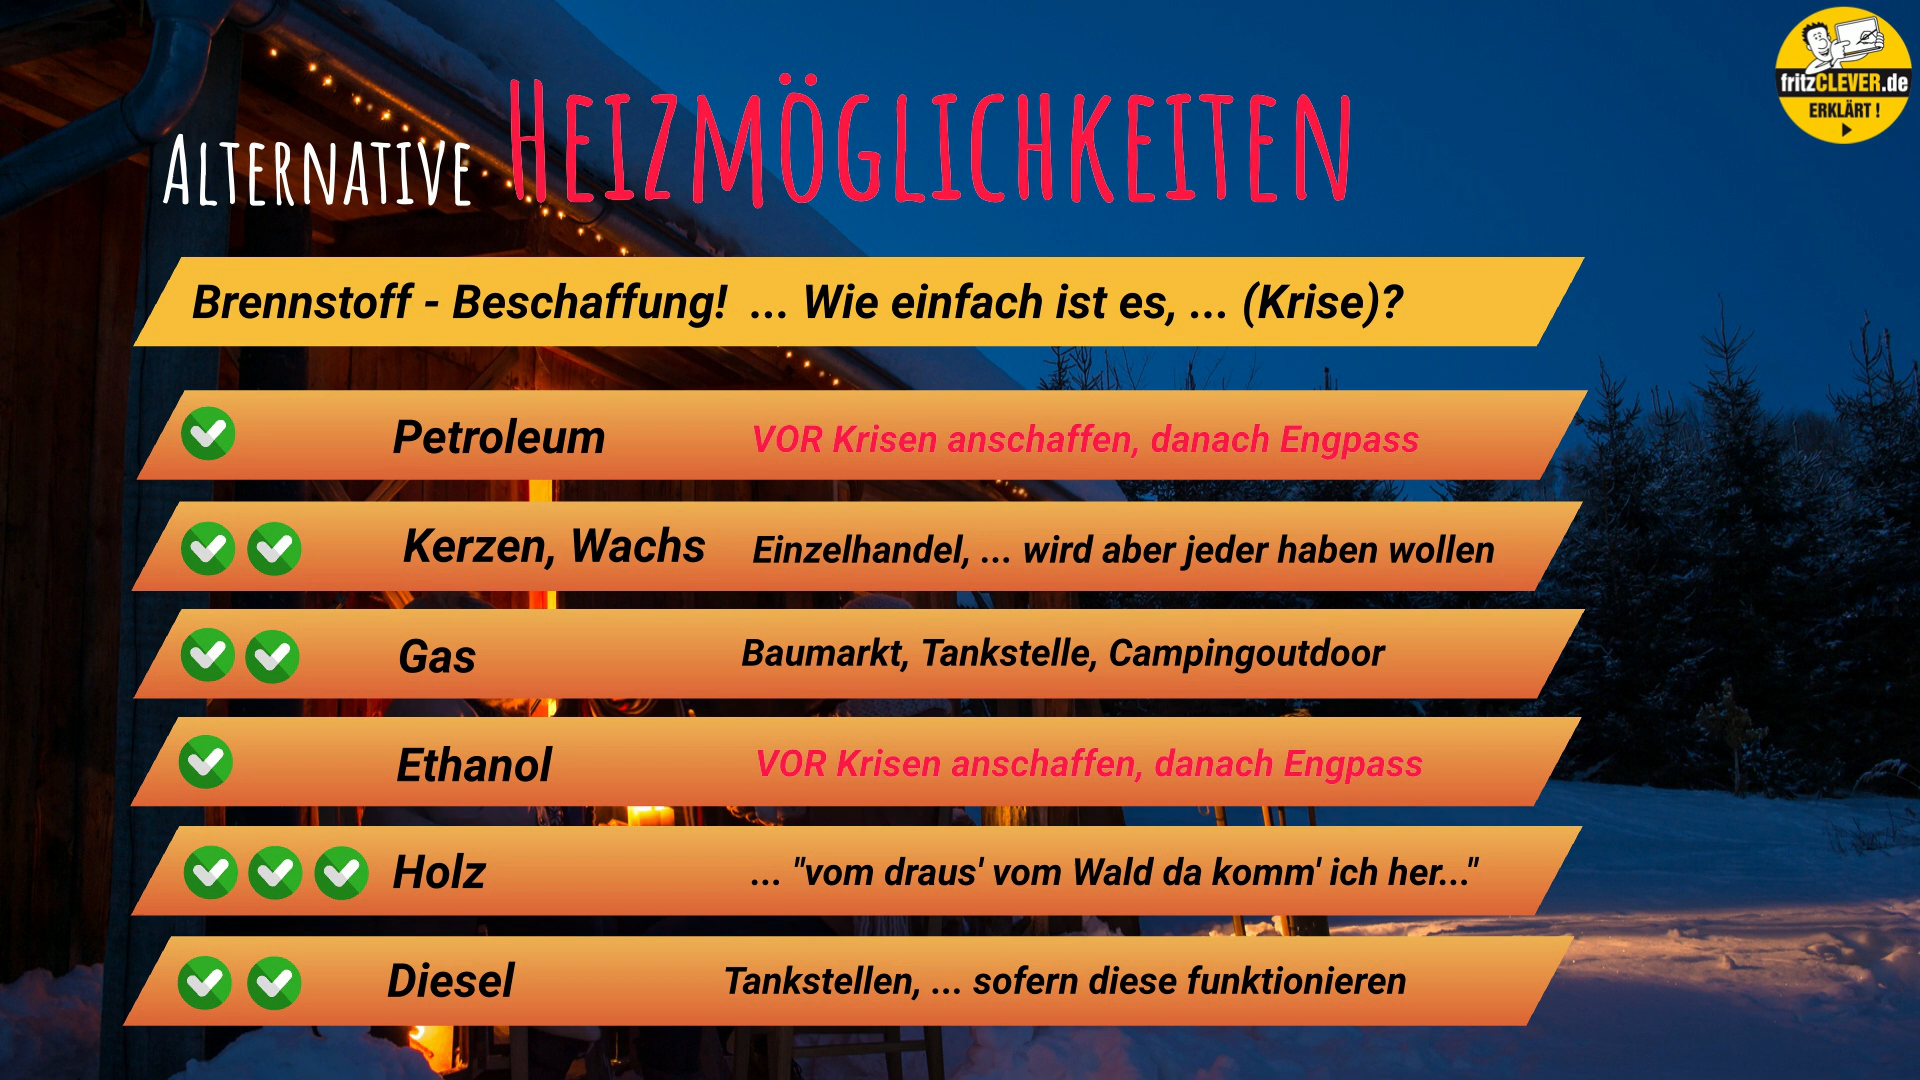 fritzCLEVER.de
ERKLÄRT !
ALTERNATIVE HEIZMÖGLICHKEITEN
Brennstoff - Beschaffung! ... Wie einfach ist es, ... (Krise)?
Petroleum VOR Krisen anschaffen, danach Engpass
Kerzen, Wachs Einzelhandel, ... wird aber jeder haben wollen
Gas Baumarkt, Tankstelle, Campingoutdoor
Ethanol VOR Krisen anschaffen, danach Engpass
Holz ... "vom draus' vom Wald da komm' ich her..."
Diesel Tankstellen, ... sofern diese funktionieren